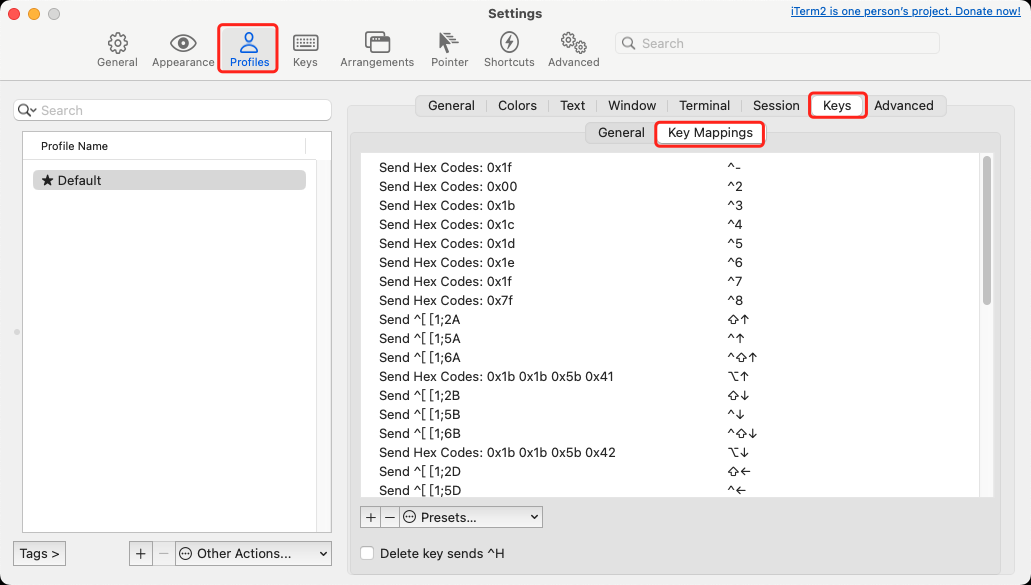 Settings
iTerm2 is one person's project. Donate now!
General Appearance Profiles Keys Arrangements Pointer Shortcuts Advanced
Search
Search
Profile Name
★ Default
General Colors Text Window Terminal Session Keys Advanced
General Key Mappings
Send Hex Codes: 0x1f ^-
Send Hex Codes: 0x00 ^2
Send Hex Codes: 0x1b ^3
Send Hex Codes: 0x1c ^4
Send Hex Codes: 0x1d ^5
Send Hex Codes: 0x1e ^6
Send Hex Codes: 0x1f ^7
Send Hex Codes: 0x7f ^8
Send ^[ [1;2A ⇧↑
Send ^[ [1;5A ^↑
Send ^[ [1;6A ^⇧↑
Send Hex Codes: 0x1b 0x1b 0x5b 0x41 ⌥↑
Send ^[ [1;2B ⇧↓
Send ^[ [1;5B ^↓
Send ^[ [1;6B ^⇧↓
Send Hex Codes: 0x1b 0x1b 0x5b 0x42 ⌥↓
Send ^[ [1;2D ⇧←
Send ^[ [1;5D ^←
+ − Presets...
Delete key sends ^H
Tags > + − Other Actions...